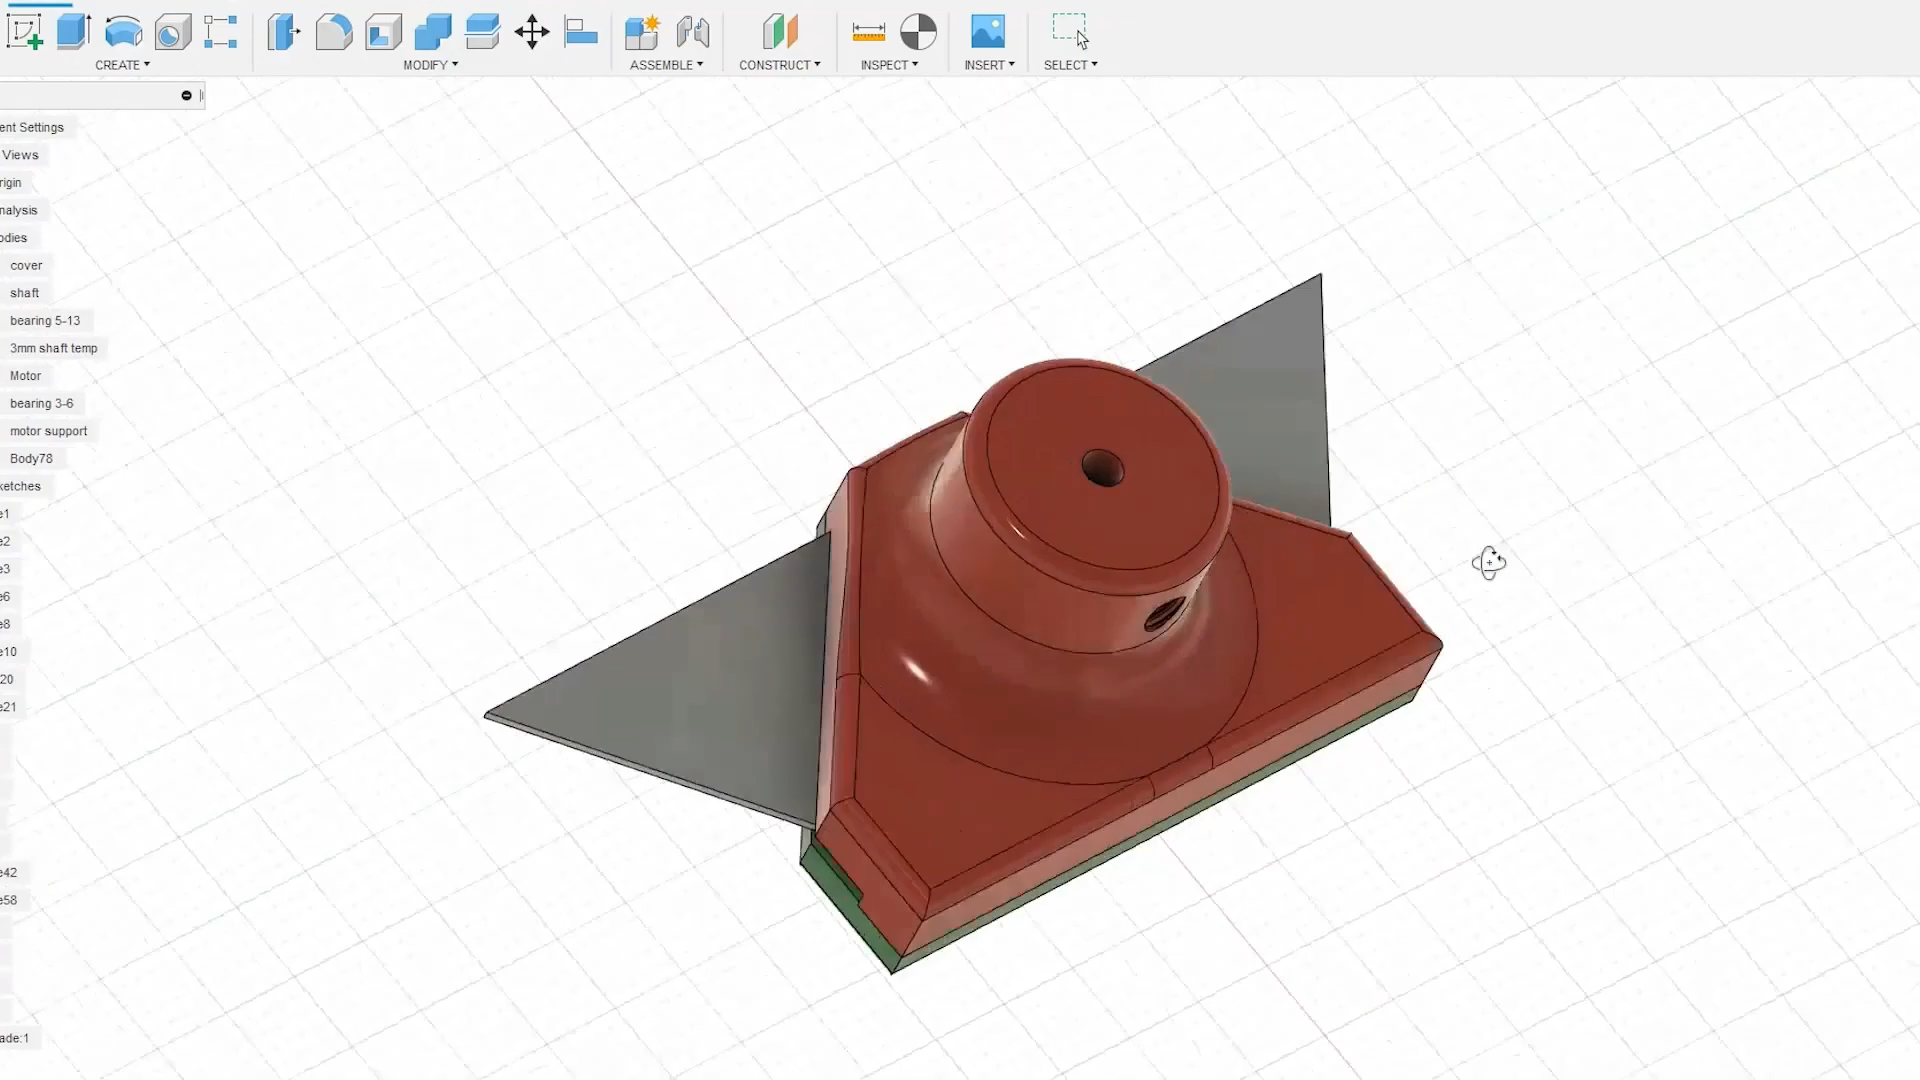 CREATE
MODIFY
ASSEMBLE
CONSTRUCT
INSPECT
INSERT
SELECT
ent Settings
Views
rigin
nalysis
odies
cover
shaft
bearing 5-13
3mm shaft temp
Motor
bearing 3-6
motor support
Body78
ketches
e1
e2
e3
e6
e8
e10
20
e21
e42
e58
ade:1